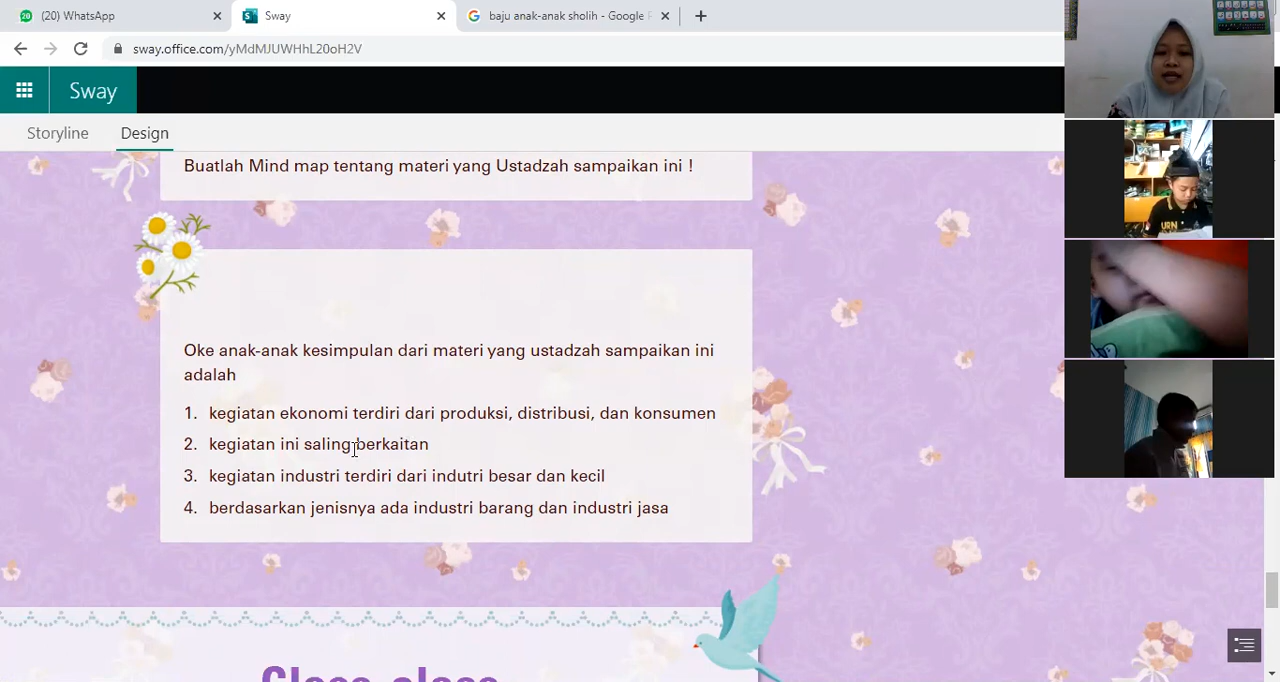 (20) WhatsApp
Sway
baju anak-anak sholih - Google
sway.office.com/yMdMJUWHhL20oH2V
Sway
Storyline
Design
Buatlah Mind map tentang materi yang Ustadzah sampaikan ini !
Oke anak-anak kesimpulan dari materi yang ustadzah sampaikan ini
adalah
1. kegiatan ekonomi terdiri dari produksi, distribusi, dan konsumen
2. kegiatan ini saling berkaitan
3. kegiatan industri terdiri dari indutri besar dan kecil
4. berdasarkan jenisnya ada industri barang dan industri jasa